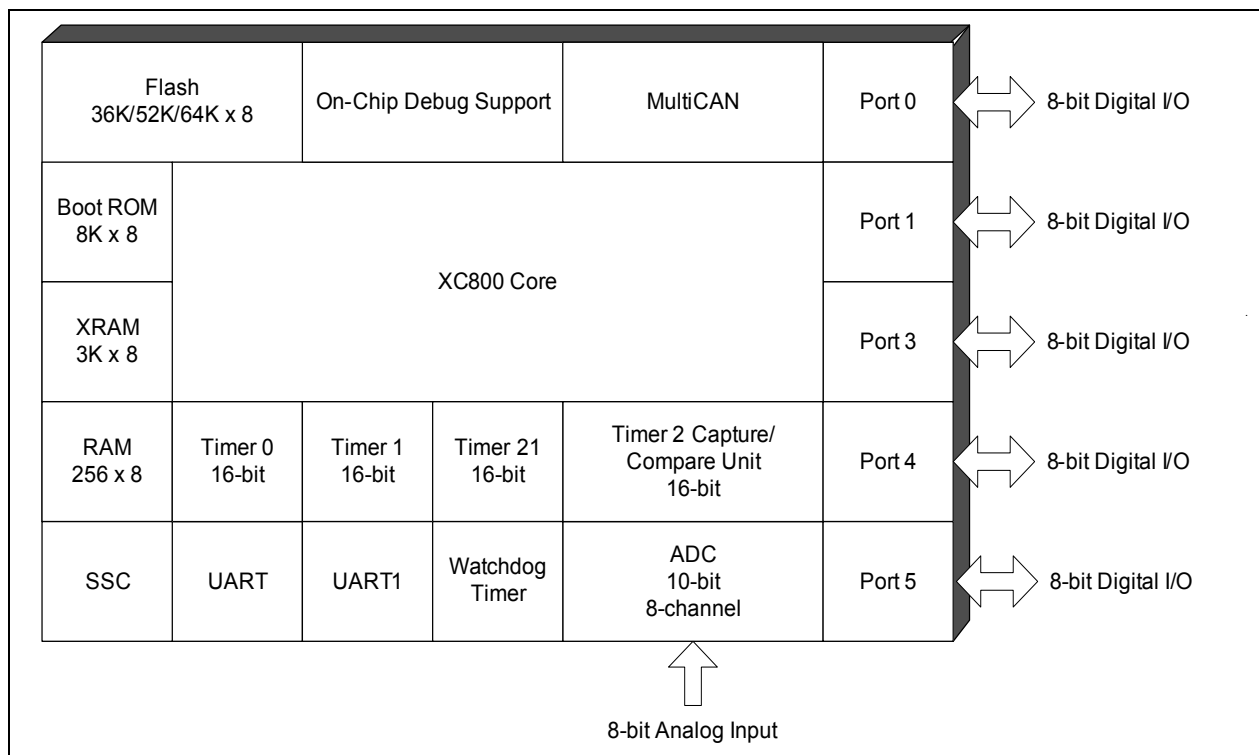 Flash
36K/52K/64K x 8
On-Chip Debug Support
MultiCAN
Port 0
8-bit Digital I/O
Boot ROM
8K x 8
Port 1
8-bit Digital I/O
XC800 Core
XRAM
3K x 8
Port 3
8-bit Digital I/O
RAM
256 x 8
Timer 0
16-bit
Timer 1
16-bit
Timer 21
16-bit
Timer 2 Capture/
Compare Unit
16-bit
Port 4
8-bit Digital I/O
SSC
UART
UART1
Watchdog
Timer
ADC
10-bit
8-channel
Port 5
8-bit Digital I/O
8-bit Analog Input